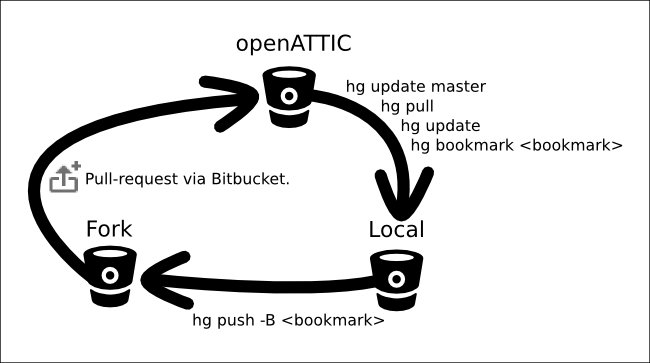 openATTIC
hg update master
hg pull
hg update
hg bookmark <bookmark>
Pull-request via Bitbucket.
Fork
Local
hg push -B <bookmark>